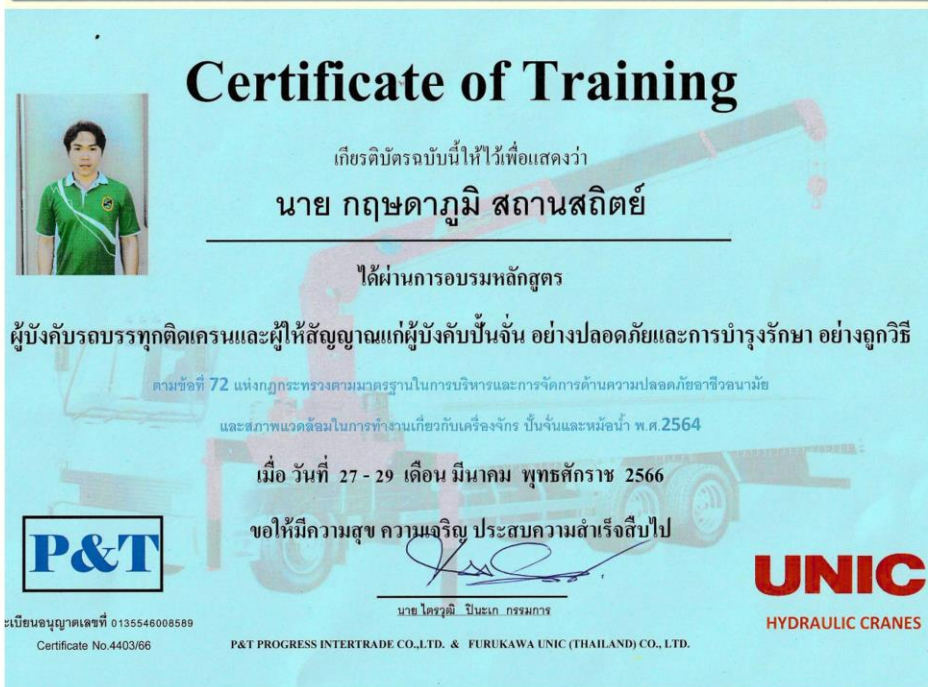 Certificate of Training
เกียรติบัตรฉบับนี้ให้ไว้เพื่อแสดงว่า
นาย กฤษดาภูมิ สถานสถิตย์
ได้ผ่านการอบรมหลักสูตร
ผู้บังคับรถบรรทุกติดเครนและผู้ให้สัญญาณแก่ผู้บังคับปั้นจั่น อย่างปลอดภัยและการบำรุงรักษา อย่างถูกวิธี
ตามข้อที่ 72 แห่งกฎกระทรวงตามมาตรฐานในการบริหารและการจัดการด้านความปลอดภัยอาชีวอนามัย
และสภาพแวดล้อมในการทำงานเกี่ยวกับเครื่องจักร ปั้นจั่นและหม้อน้ำ พ.ศ.2564
เมื่อ วันที่ 27 - 29 เดือน มีนาคม พุทธศักราช 2566
ขอให้มีความสุข ความเจริญ ประสบความสำเร็จสืบไป
P&T
UNIC
HYDRAULIC CRANES
นาย ไตรวุฒิ ปินะเก กรรมการ
ะเบียนอนุญาตเลขที่ 0135546008589
Certificate No.4403/66
P&T PROGRESS INTERTRADE CO.,LTD. & FURUKAWA UNIC (THAILAND) CO., LTD.